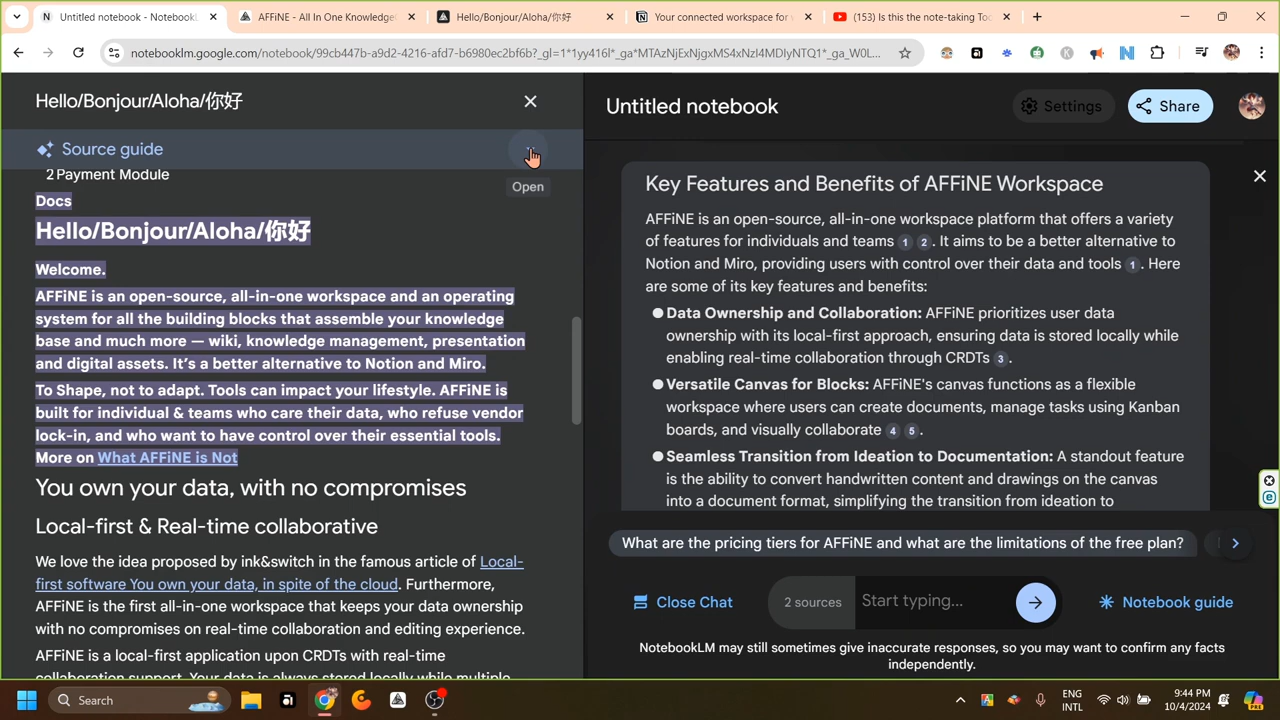 Untitled notebook - Notebook
AFFiNE - All In One Knowledge
Hello/Bonjour/Aloha/你好
Your connected workspace for
(153) Is this the note-taking Too
notebooklm.google.com/notebook/99cb447b-a9d2-4216-afd7-b6980ec2bf6b?_gl=1*1yy416l*_ga*MTAzNjExNjgxMS4xNzI4MDIyNTQ1*_ga_W0L...
Hello/Bonjour/Aloha/你好
Source guide
Open
2 Payment Module
Docs
Hello/Bonjour/Aloha/你好
Welcome.
AFFiNE is an open-source, all-in-one workspace and an operating
system for all the building blocks that assemble your knowledge
base and much more — wiki, knowledge management, presentation
and digital assets. It's a better alternative to Notion and Miro.
To Shape, not to adapt. Tools can impact your lifestyle. AFFiNE is
built for individual & teams who care their data, who refuse vendor
lock-in, and who want to have control over their essential tools.
More on What AFFiNE is Not
You own your data, with no compromises
Local-first & Real-time collaborative
We love the idea proposed by ink&switch in the famous article of Local-
first software You own your data, in spite of the cloud. Furthermore,
AFFiNE is the first all-in-one workspace that keeps your data ownership
with no compromises on real-time collaboration and editing experience.
AFFiNE is a local-first application upon CRDTs with real-time
collaboration support. Your data is always stored locally while multiple
Untitled notebook
Settings
Share
Key Features and Benefits of AFFiNE Workspace
AFFiNE is an open-source, all-in-one workspace platform that offers a variety
of features for individuals and teams 1 2. It aims to be a better alternative to
Notion and Miro, providing users with control over their data and tools 1. Here
are some of its key features and benefits:
● Data Ownership and Collaboration: AFFiNE prioritizes user data
ownership with its local-first approach, ensuring data is stored locally while
enabling real-time collaboration through CRDTs 3.
● Versatile Canvas for Blocks: AFFiNE's canvas functions as a flexible
workspace where users can create documents, manage tasks using Kanban
boards, and visually collaborate 4 5.
● Seamless Transition from Ideation to Documentation: A standout feature
is the ability to convert handwritten content and drawings on the canvas
into a document format, simplifying the transition from ideation to
What are the pricing tiers for AFFiNE and what are the limitations of the free plan?
Close Chat
2 sources
Start typing...
Notebook guide
NotebookLM may still sometimes give inaccurate responses, so you may want to confirm any facts
independently.
Search
ENG
INTL
9:44 PM
10/4/2024